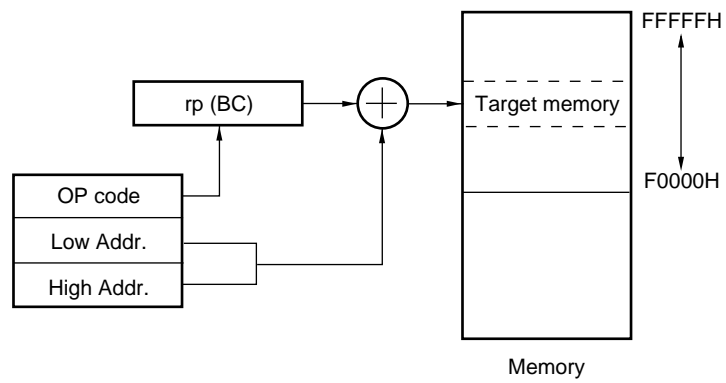 FFFFFH
rp (BC)
Target memory
OP code
F0000H
Low Addr.
High Addr.
Memory